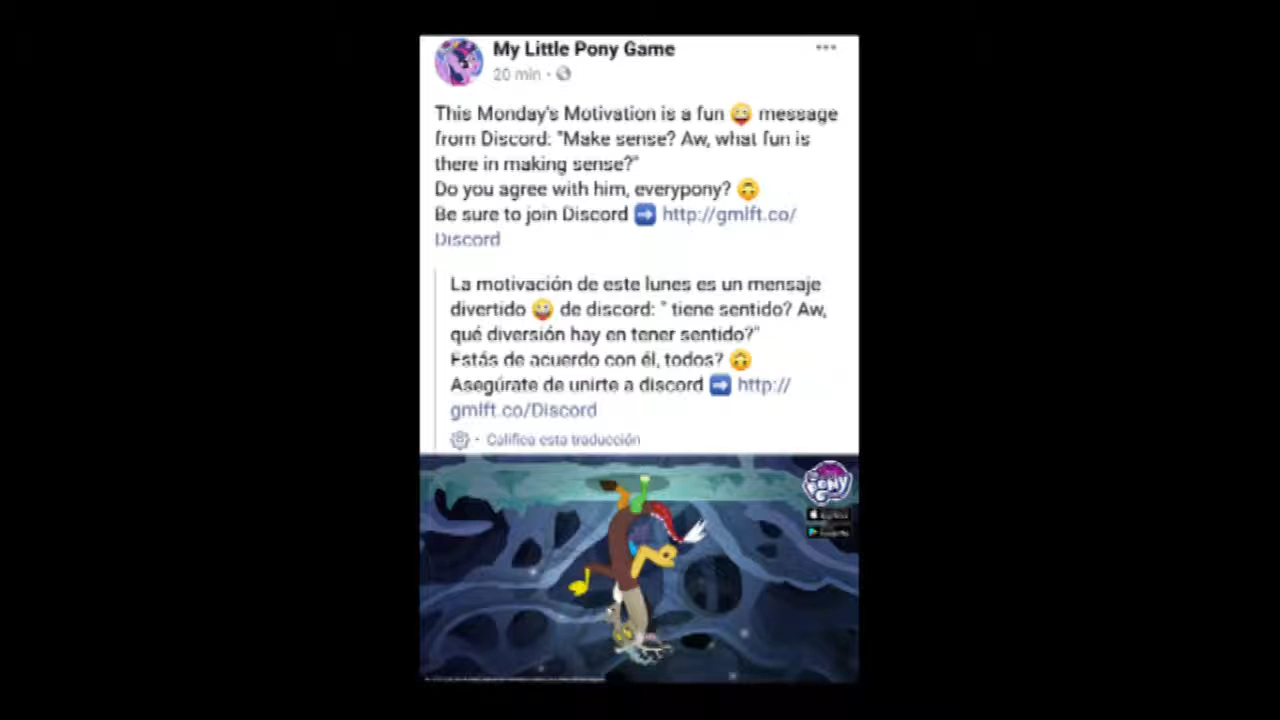 My Little Pony Game
20 min ·
This Monday's Motivation is a fun 😜 message
from Discord: "Make sense? Aw, what fun is
there in making sense?"
Do you agree with him, everypony? 🙃
Be sure to join Discord ➡️ http://gmlft.co/
Discord
La motivación de este lunes es un mensaje
divertido 😜 de discord: " tiene sentido? Aw,
qué diversión hay en tener sentido?"
Estás de acuerdo con él, todos? 🙃
Asegúrate de unirte a discord ➡️ http://
gmlft.co/Discord
· Califica esta traducción
PONY